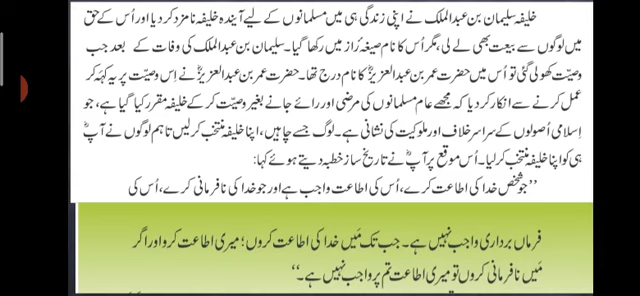 خلیفہ سلیمان بن عبدالملک نے اپنی زندگی ہی میں مسلمانوں کے لیے آیندہ خلیفہ نامزد کر دیا اور اُس کے حق
میں لوگوں سے بیعت بھی لے لی، مگر اُس کا نام صیغۂ راز میں رکھا گیا۔ سلیمان بن عبدالملک کی وفات کے بعد جب
وصیّت کھولی گئی تو اُس میں حضرت عمر بن عبدالعزیزؒ کا نام درج تھا۔ حضرت عمر بن عبدالعزیزؒ نے اِس وصیّت پر یہ کہہ کر
عمل کرنے سے انکار کر دیا کہ مجھے عام مسلمانوں کی مرضی اور رائے جانے بغیر وصیّت کر کے خلیفہ مقرر کیا گیا ہے، جو
اِسلامی اُصولوں کے سراسر خلاف اور ملوکیت کی نشانی ہے۔ لوگ جسے چاہیں، اپنا خلیفہ منتخب کر لیں تاہم لوگوں نے آپؒ
ہی کو اپنا خلیفہ منتخب کر لیا۔ اُس موقع پر آپؒ نے تاریخ ساز خطبہ دیتے ہوئے کہا:
”جو شخص خدا کی اطاعت کرے، اُس کی اطاعت واجب ہے اور جو خدا کی نافرمانی کرے، اُس کی
فرماں برداری واجب نہیں ہے۔ جب تک مَیں خدا کی اطاعت کروں؛ میری اطاعت کرو اور اگر
مَیں نافرمانی کروں تو میری اطاعت تم پر واجب نہیں ہے۔“